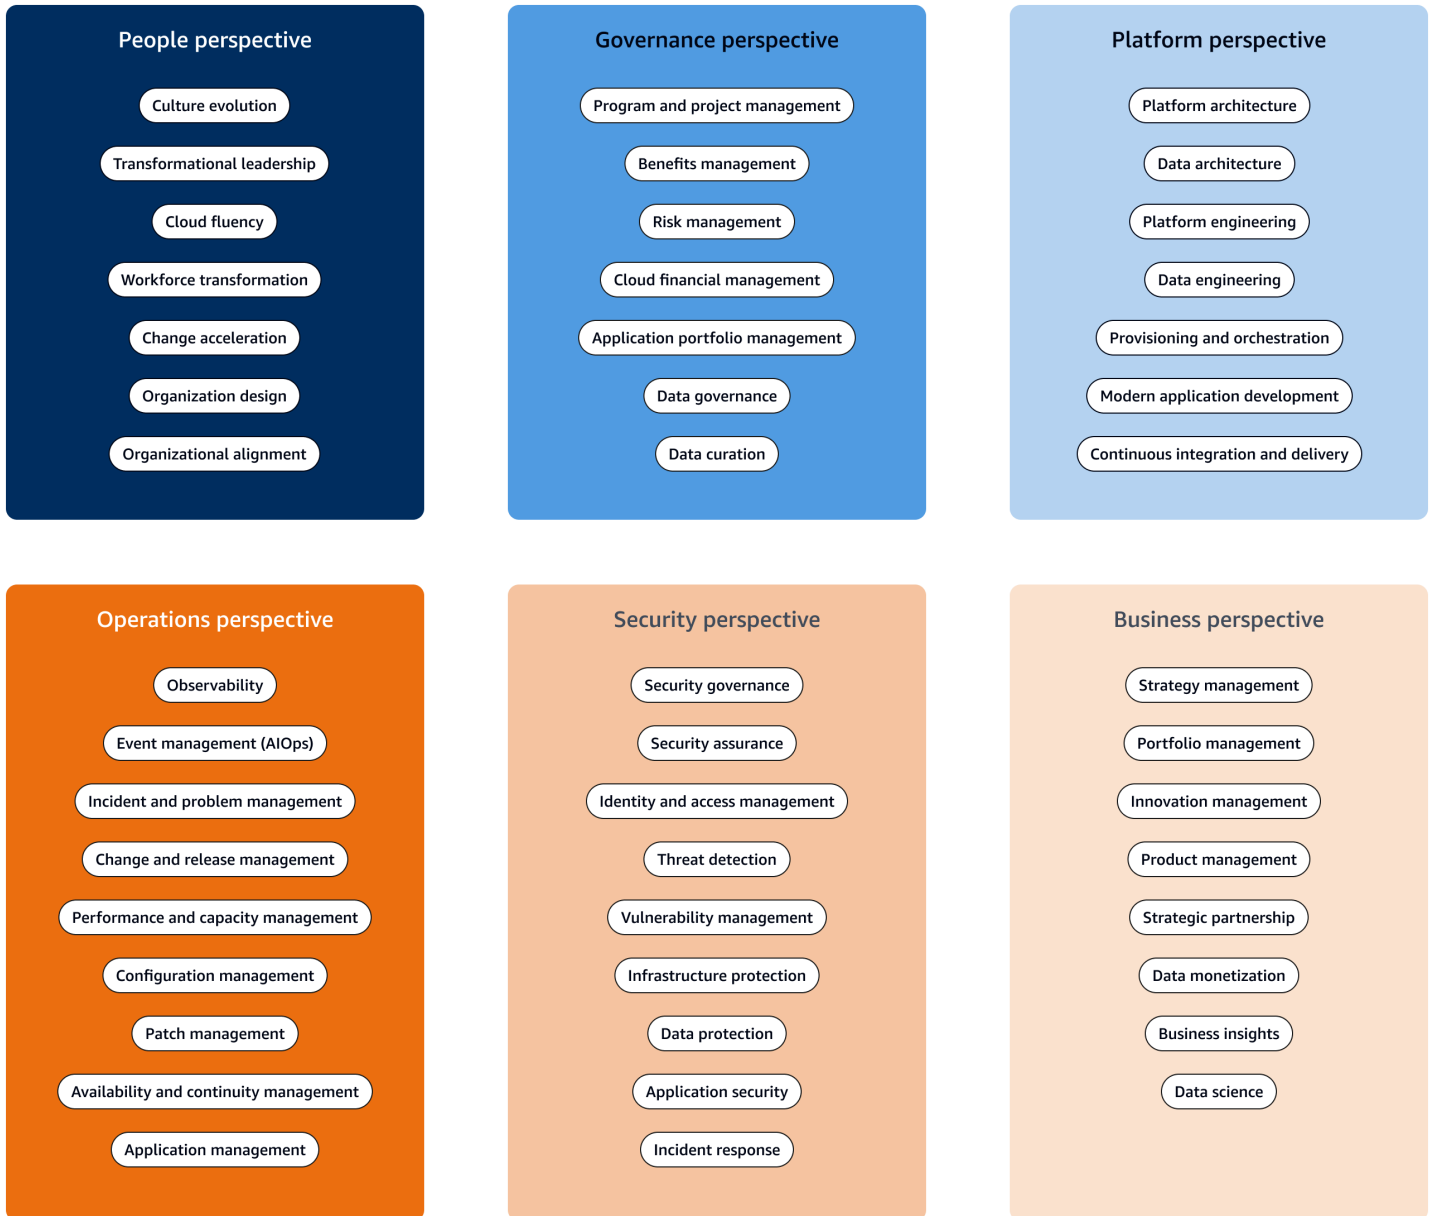 People perspective
Culture evolution
Transformational leadership
Cloud fluency
Workforce transformation
Change acceleration
Organization design
Organizational alignment
Governance perspective
Program and project management
Benefits management
Risk management
Cloud financial management
Application portfolio management
Data governance
Data curation
Platform perspective
Platform architecture
Data architecture
Platform engineering
Data engineering
Provisioning and orchestration
Modern application development
Continuous integration and delivery
Operations perspective
Observability
Event management (AIOps)
Incident and problem management
Change and release management
Performance and capacity management
Configuration management
Patch management
Availability and continuity management
Application management
Security perspective
Security governance
Security assurance
Identity and access management
Threat detection
Vulnerability management
Infrastructure protection
Data protection
Application security
Incident response
Business perspective
Strategy management
Portfolio management
Innovation management
Product management
Strategic partnership
Data monetization
Business insights
Data science